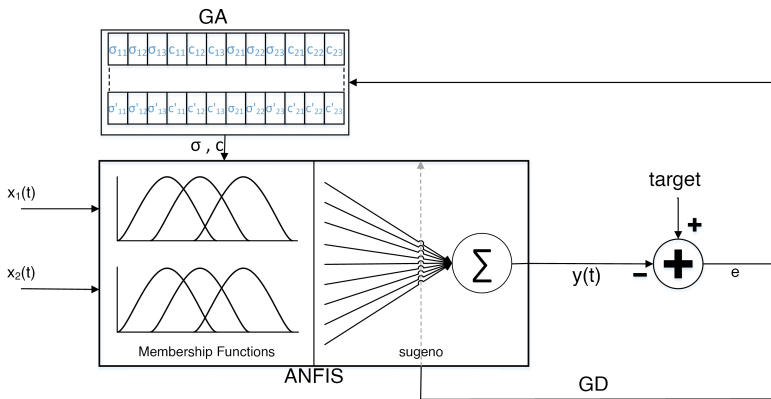 GA
σ₁₁ σ₁₂ σ₁₃ c₁₁ c₁₂ c₁₃ σ₂₁ σ₂₂ σ₂₃ c₂₁ c₂₂ c₂₃
σ'₁₁ σ'₁₂ σ'₁₃ c'₁₁ c'₁₂ c'₁₃ σ₂₁ σ'₂₂ σ'₂₃ c'₂₁ c'₂₂ c'₂₃
σ , c
x₁(t)
target
+
x₂(t)
Σ
+
−
y(t)
e
Membership Functions
sugeno
ANFIS
GD